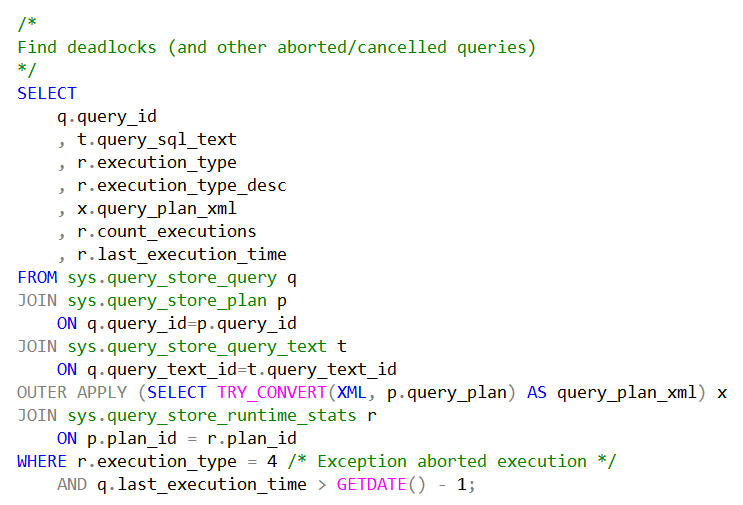 /*
Find deadlocks (and other aborted/cancelled queries)
*/
SELECT
    q.query_id
    , t.query_sql_text
    , r.execution_type
    , r.execution_type_desc
    , x.query_plan_xml
    , r.count_executions
    , r.last_execution_time
FROM sys.query_store_query q
JOIN sys.query_store_plan p
    ON q.query_id=p.query_id
JOIN sys.query_store_query_text t
    ON q.query_text_id=t.query_text_id
OUTER APPLY (SELECT TRY_CONVERT(XML, p.query_plan) AS query_plan_xml) x
JOIN sys.query_store_runtime_stats r
    ON p.plan_id = r.plan_id
WHERE r.execution_type = 4 /* Exception aborted execution */
    AND q.last_execution_time > GETDATE() - 1;